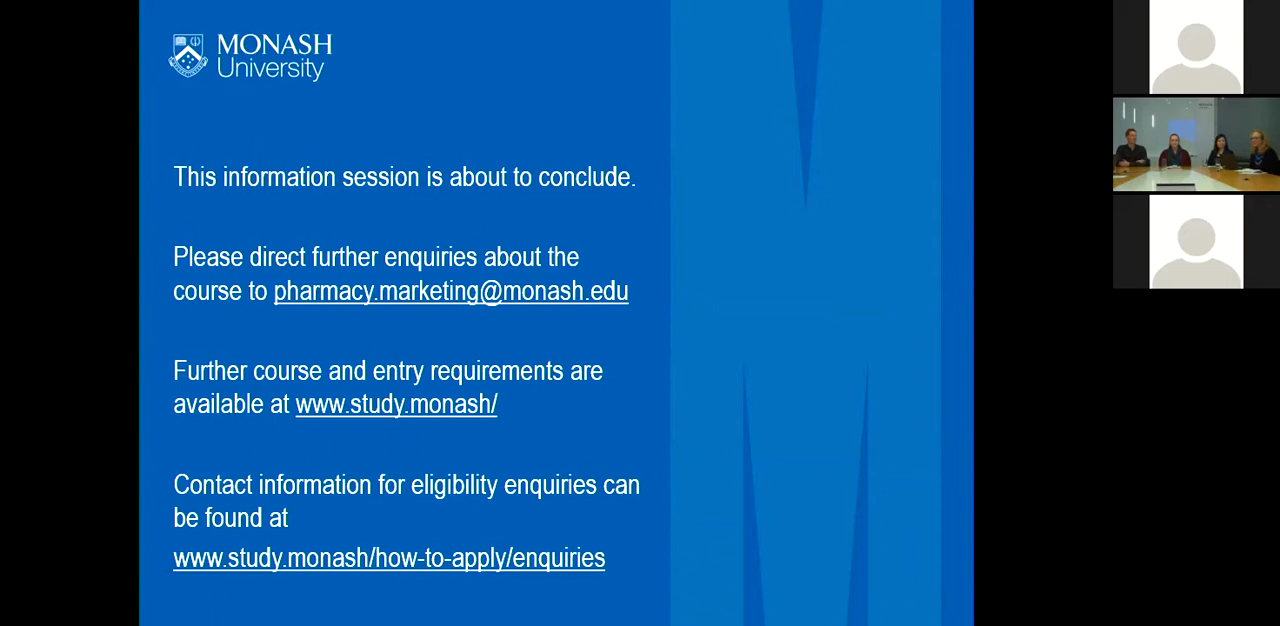 MONASH
University
This information session is about to conclude.
Please direct further enquiries about the
course to pharmacy.marketing@monash.edu
Further course and entry requirements are
available at www.study.monash/
Contact information for eligibility enquiries can
be found at
www.study.monash/how-to-apply/enquiries